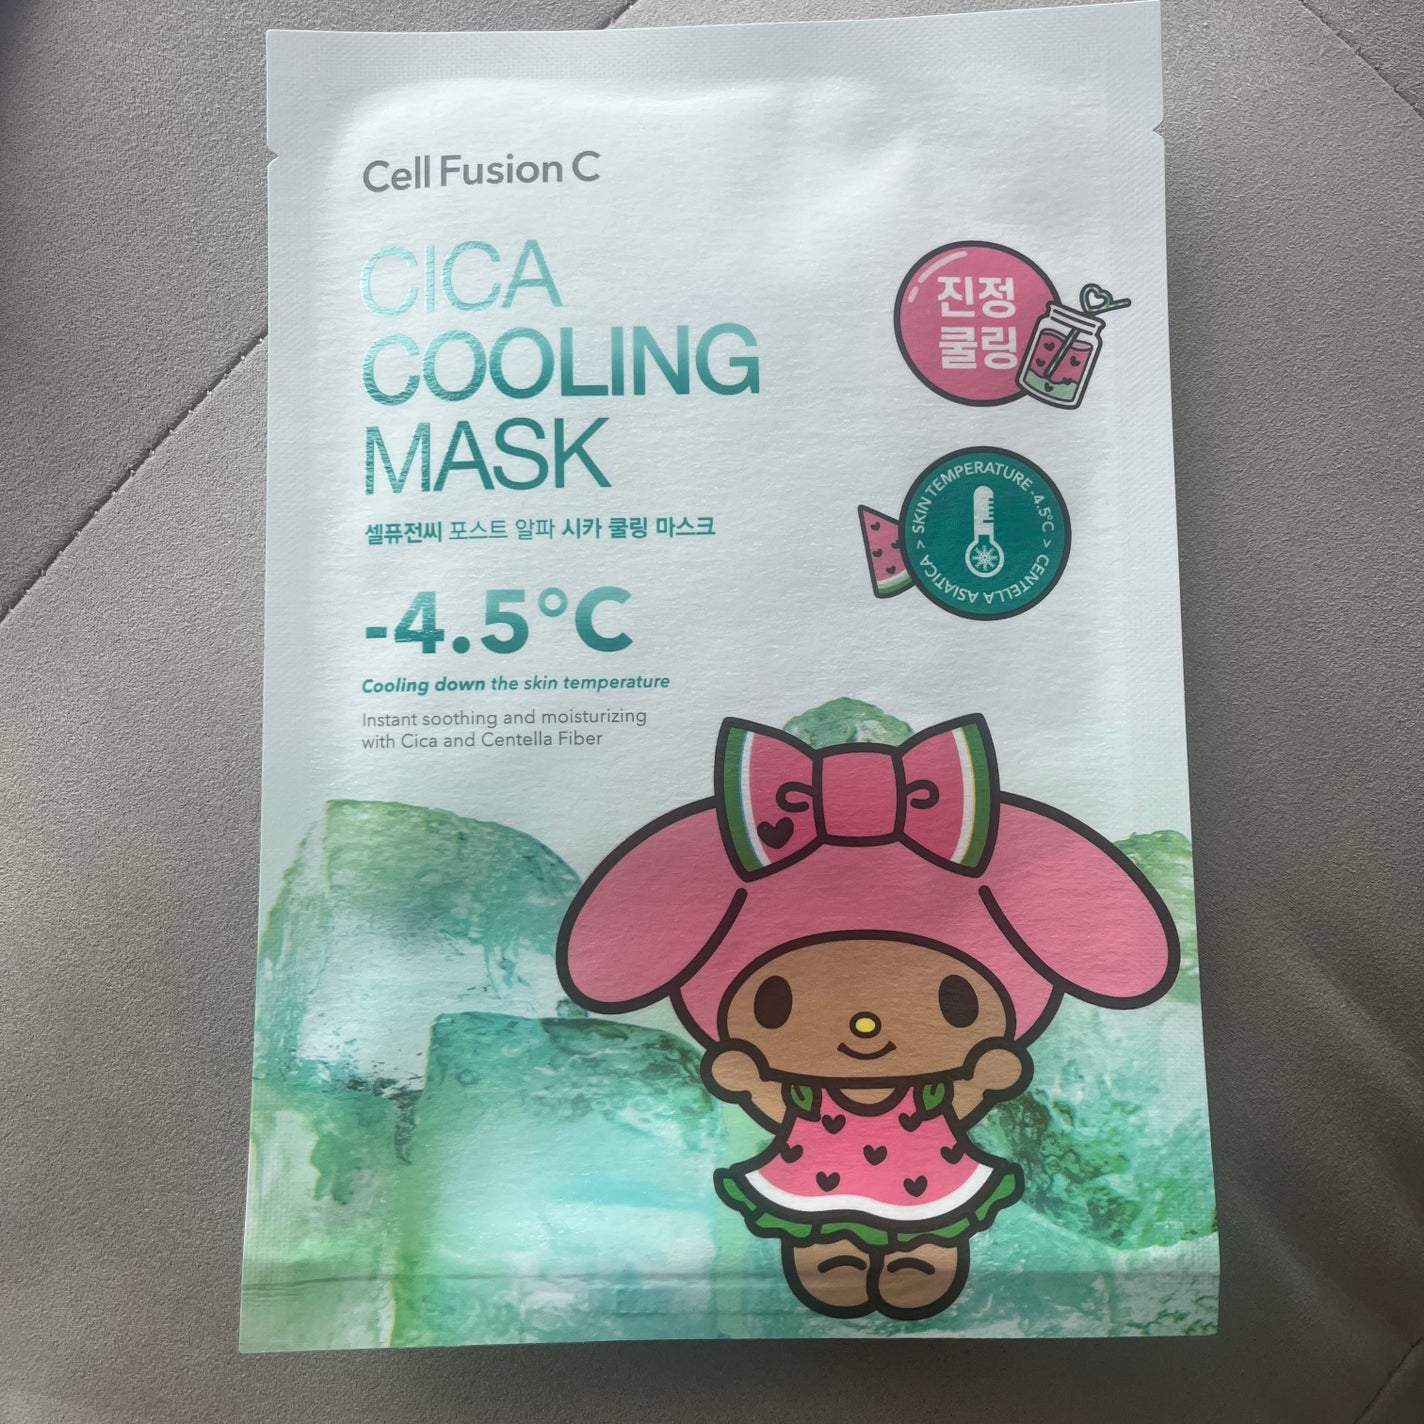 Cell Fusion C
CICA
COOLING
MASK
셀퓨전씨 포스트 알파 시카 쿨링 마스크
-4.5°C
Cooling down the skin temperature
Instant soothing and moisturizing
with Cica and Centella Fiber
진정
쿨링
SKIN TEMPERATURE -4.5°C > CENTELLA ASIATICA >